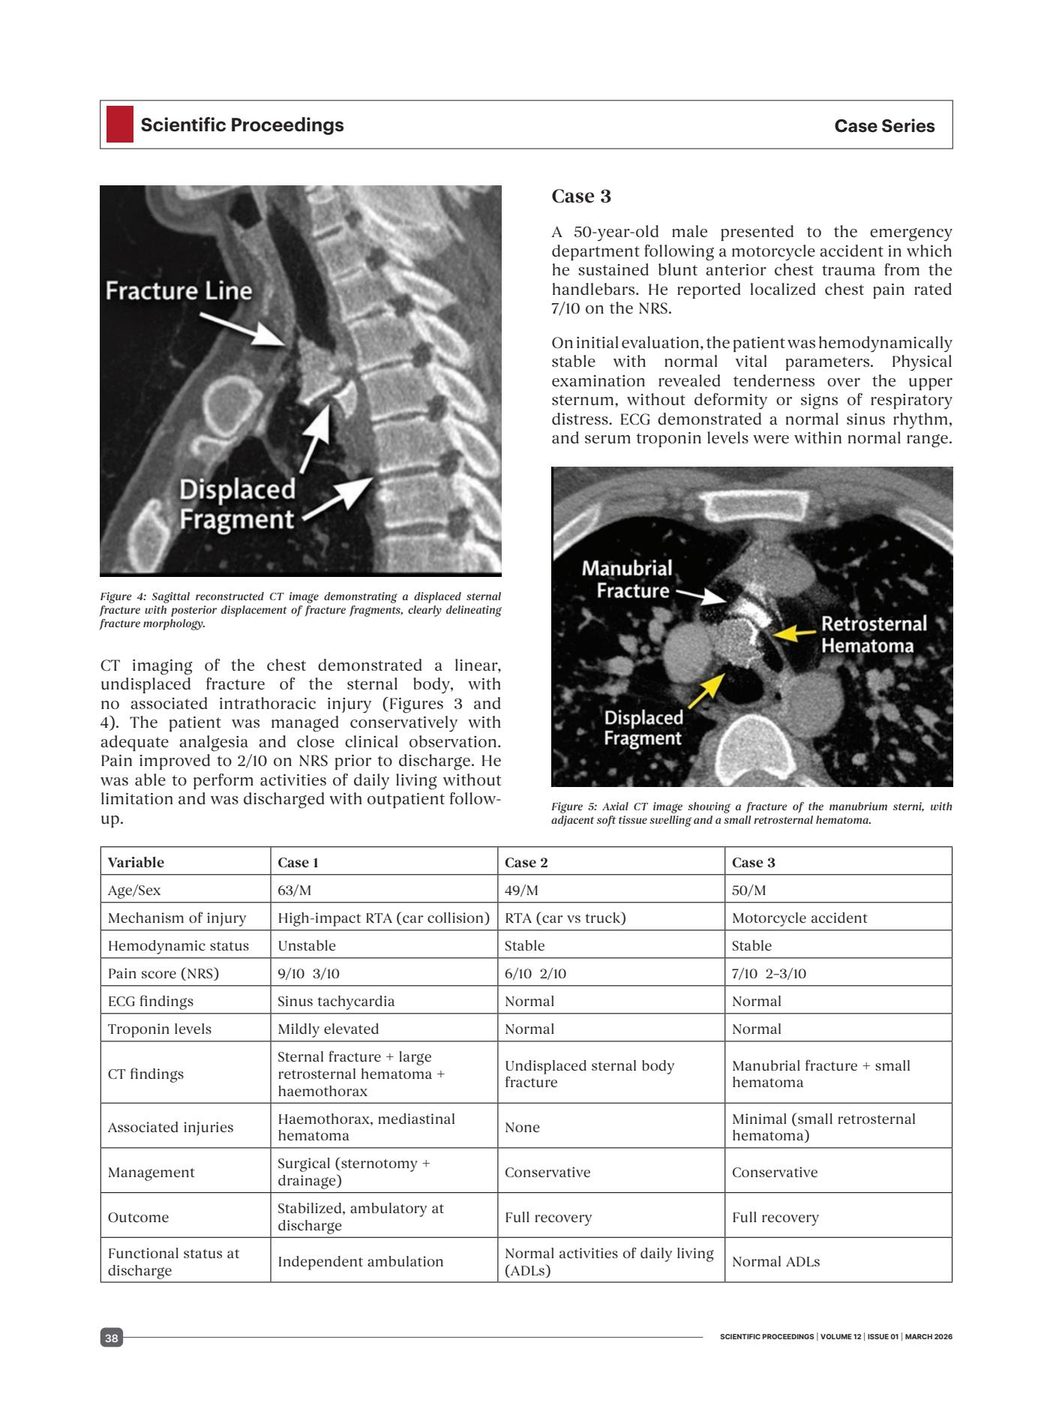 Scientific Proceedings
Case Series
Fracture Line
Displaced
Fragment
Figure 4: Sagittal reconstructed CT image demonstrating a displaced sternal
fracture with posterior displacement of fracture fragments, clearly delineating
fracture morphology.
CT imaging of the chest demonstrated a linear,
undisplaced fracture of the sternal body, with
no associated intrathoracic injury (Figures 3 and
4). The patient was managed conservatively with
adequate analgesia and close clinical observation.
Pain improved to 2/10 on NRS prior to discharge. He
was able to perform activities of daily living without
limitation and was discharged with outpatient follow-
up.
Case 3
A 50-year-old male presented to the emergency
department following a motorcycle accident in which
he sustained blunt anterior chest trauma from the
handlebars. He reported localized chest pain rated
7/10 on the NRS.
On initial evaluation, the patient was hemodynamically
stable with normal vital parameters. Physical
examination revealed tenderness over the upper
sternum, without deformity or signs of respiratory
distress. ECG demonstrated a normal sinus rhythm,
and serum troponin levels were within normal range.
Manubrial
Fracture
Retrosternal
Hematoma
Displaced
Fragment
Figure 5: Axial CT image showing a fracture of the manubrium sterni, with
adjacent soft tissue swelling and a small retrosternal hematoma.
Variable Case 1 Case 2 Case 3
Age/Sex 63/M 49/M 50/M
Mechanism of injury High-impact RTA (car collision) RTA (car vs truck) Motorcycle accident
Hemodynamic status Unstable Stable Stable
Pain score (NRS) 9/10 3/10 6/10 2/10 7/10 2–3/10
ECG findings Sinus tachycardia Normal Normal
Troponin levels Mildly elevated Normal Normal
CT findings
Sternal fracture + large
retrosternal hematoma +
haemothorax
Undisplaced sternal body
fracture
Manubrial fracture + small
hematoma
Associated injuries
Haemothorax, mediastinal
hematoma
None
Minimal (small retrosternal
hematoma)
Management
Surgical (sternotomy +
drainage)
Conservative
Conservative
Outcome
Stabilized, ambulatory at
discharge
Full recovery
Full recovery
Functional status at
discharge
Independent ambulation
Normal activities of daily living
(ADLs)
Normal ADLs
38
SCIENTIFIC PROCEEDINGS | VOLUME 12 | ISSUE 01 | MARCH 2026